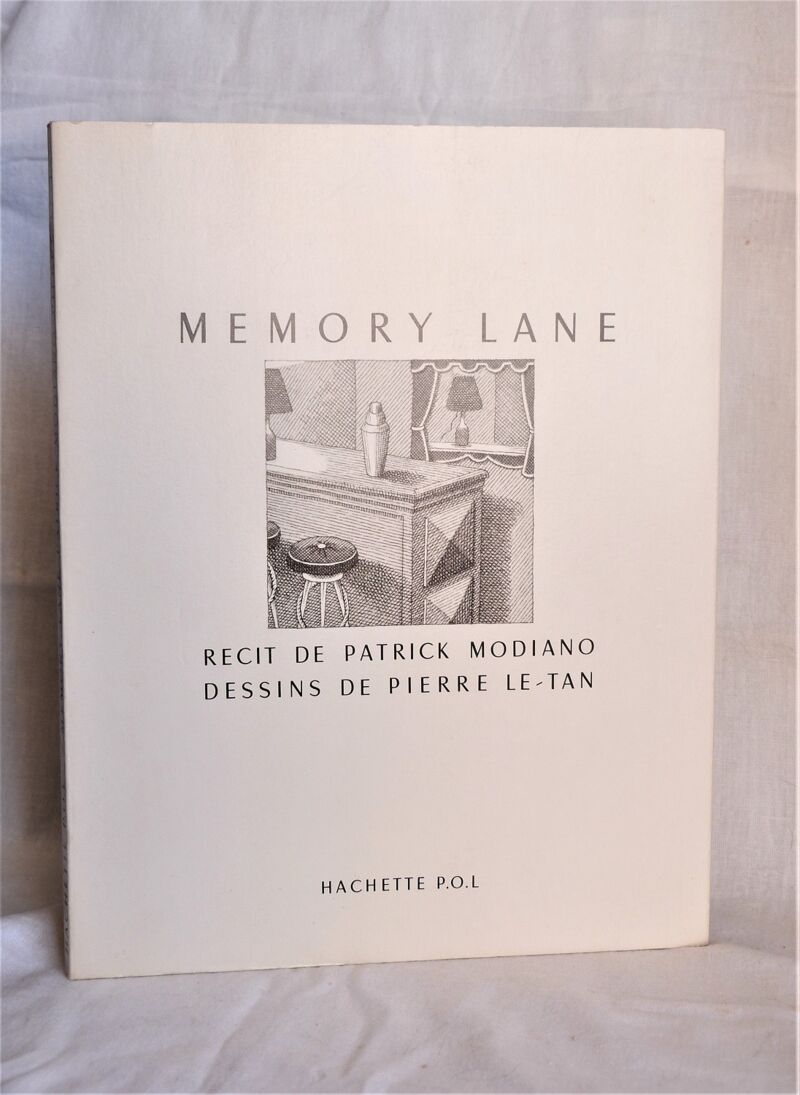 MEMORY LANE
RECIT DE PATRICK MODIANO
DESSINS DE PIERRE LE-TAN
HACHETTE P.O.L